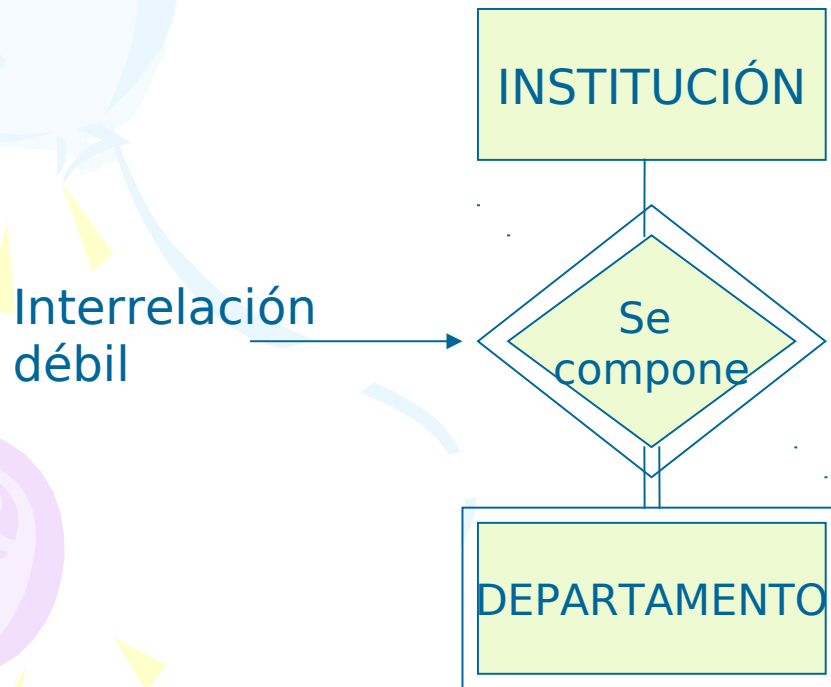 INSTITUCIÓN
Interrelación
débil
Se
compone
DEPARTAMENTO